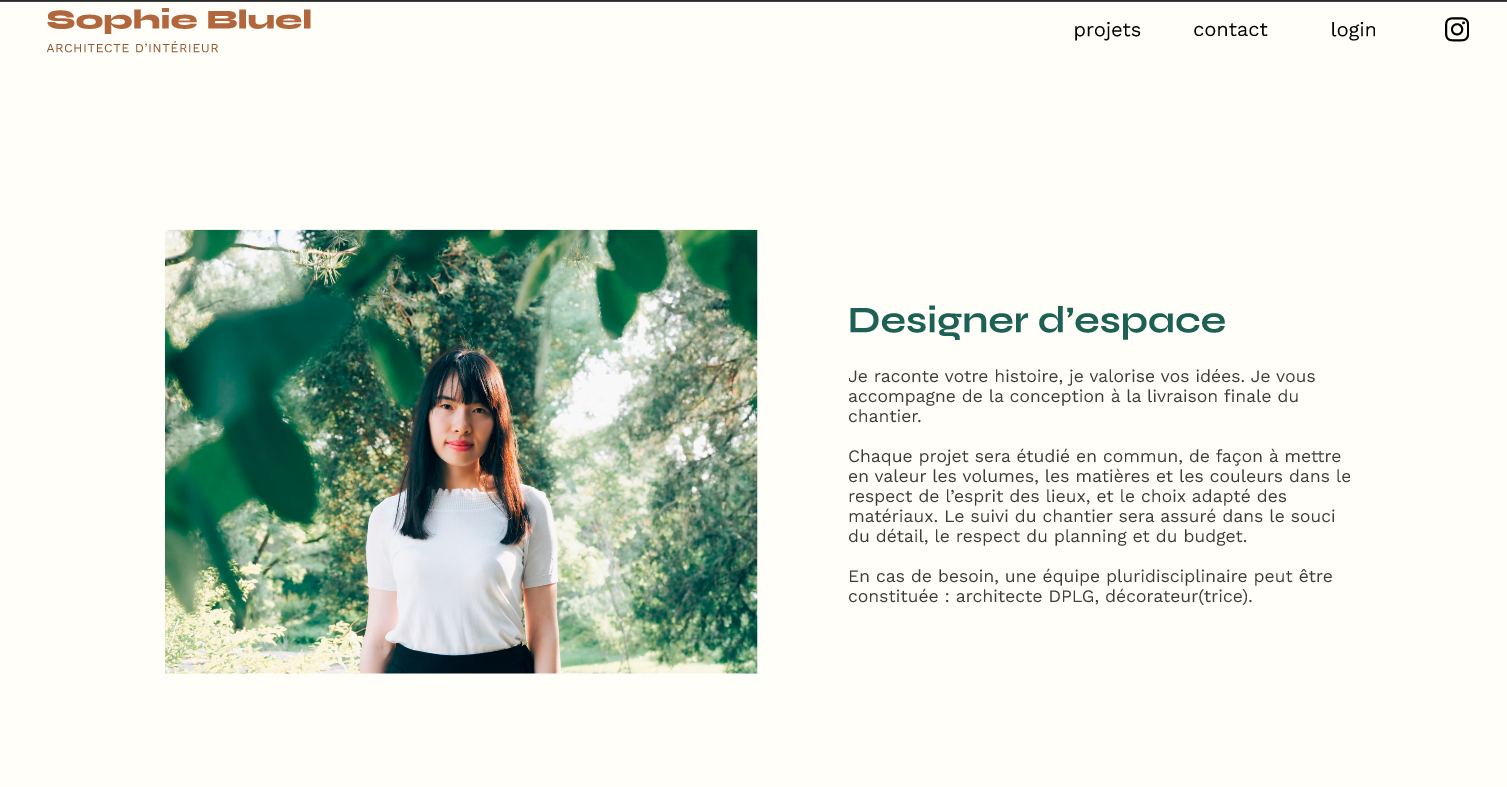 Sophie Bluel
ARCHITECTE D'INTÉRIEUR
projets contact login
Designer d’espace
Je raconte votre histoire, je valorise vos idées. Je vous
accompagne de la conception à la livraison finale du
chantier.
Chaque projet sera étudié en commun, de façon à mettre
en valeur les volumes, les matières et les couleurs dans le
respect de l’esprit des lieux, et le choix adapté des
matériaux. Le suivi du chantier sera assuré dans le souci
du détail, le respect du planning et du budget.
En cas de besoin, une équipe pluridisciplinaire peut être
constituée : architecte DPLG, décorateur(trice).